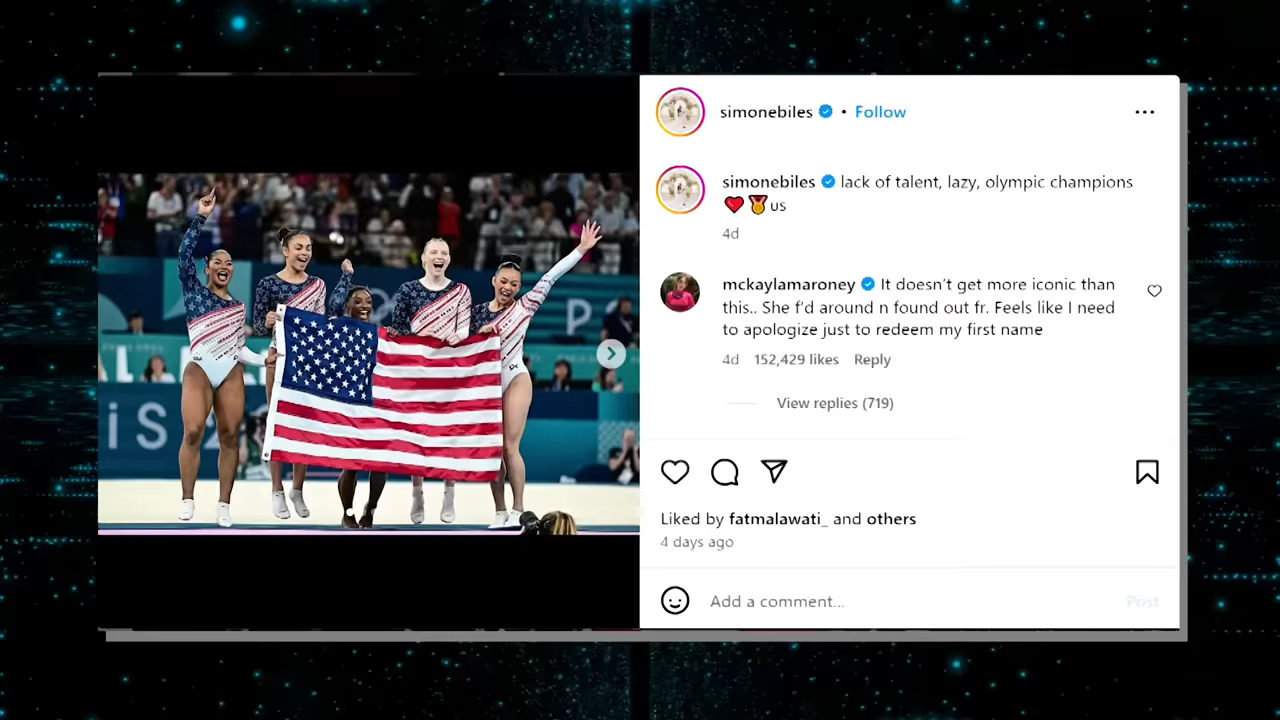 simonebiles • Follow
simonebiles lack of talent, lazy, olympic champions
❤️🏅us
4d
mckaylamaroney It doesn't get more iconic than
this.. She f'd around n found out fr. Feels like I need
to apologize just to redeem my first name
4d 152,429 likes Reply
View replies (719)
Liked by fatmalawati_ and others
4 days ago
Add a comment... Post